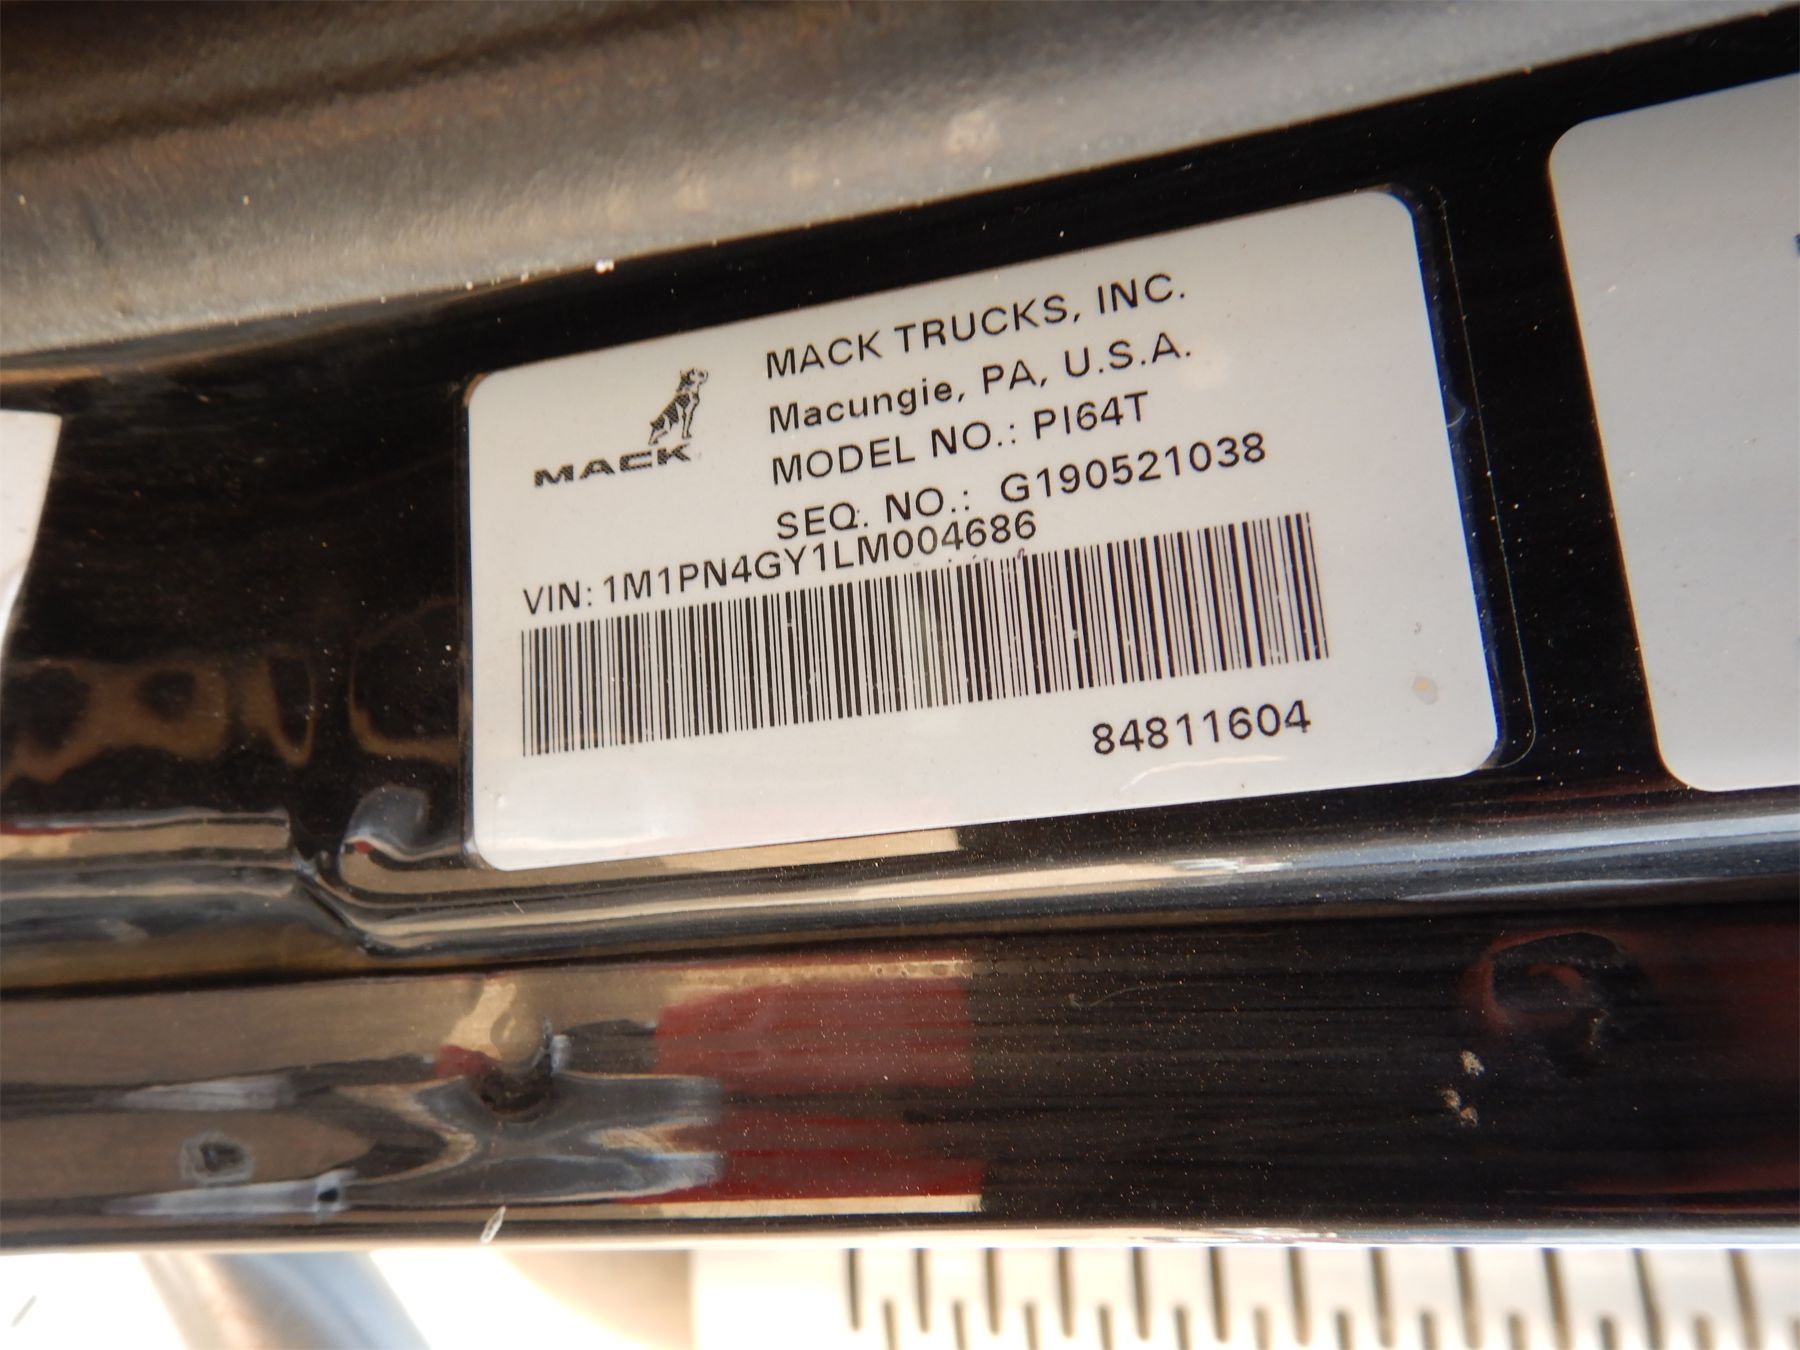 MACK
MACK TRUCKS, INC.
Macungie, PA, U.S.A.
MODEL NO.: PI64T
SEQ. NO.: G190521038
VIN: 1M1PN4GY1LM004686
84811604